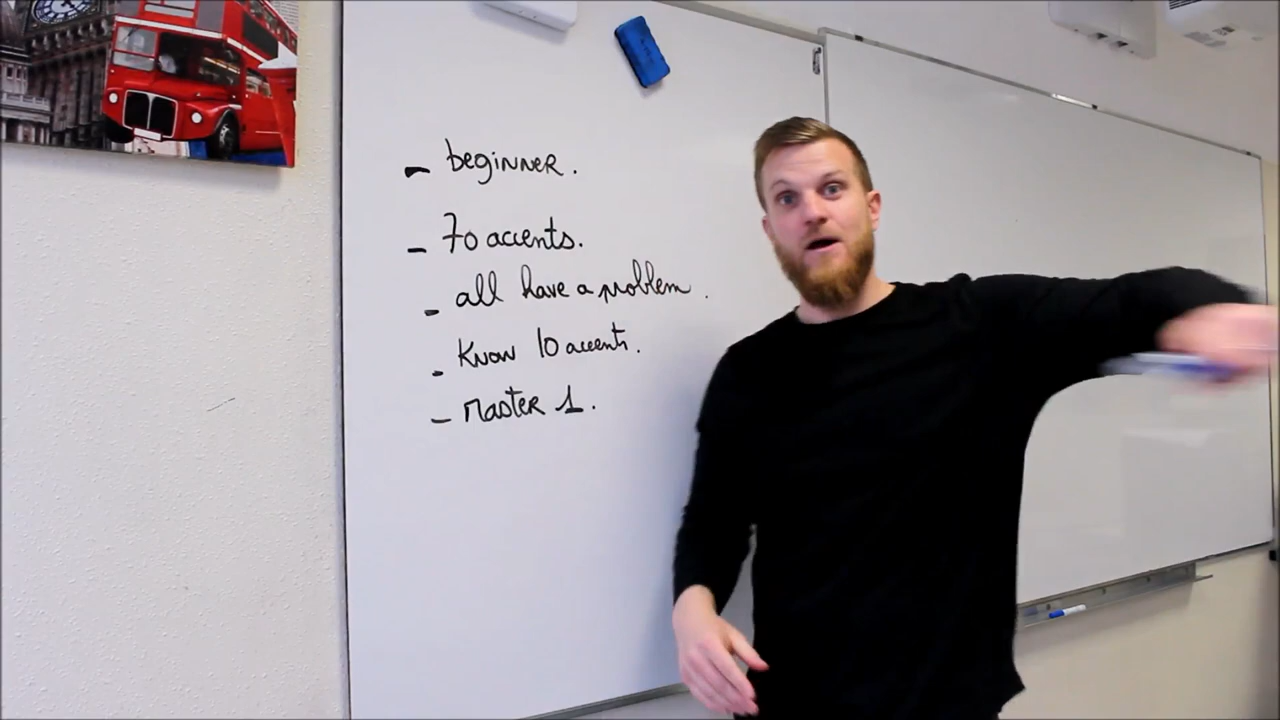 - beginner.
- 70 accents.
- all have a problem.
- Know 10 accents.
- Master 1.